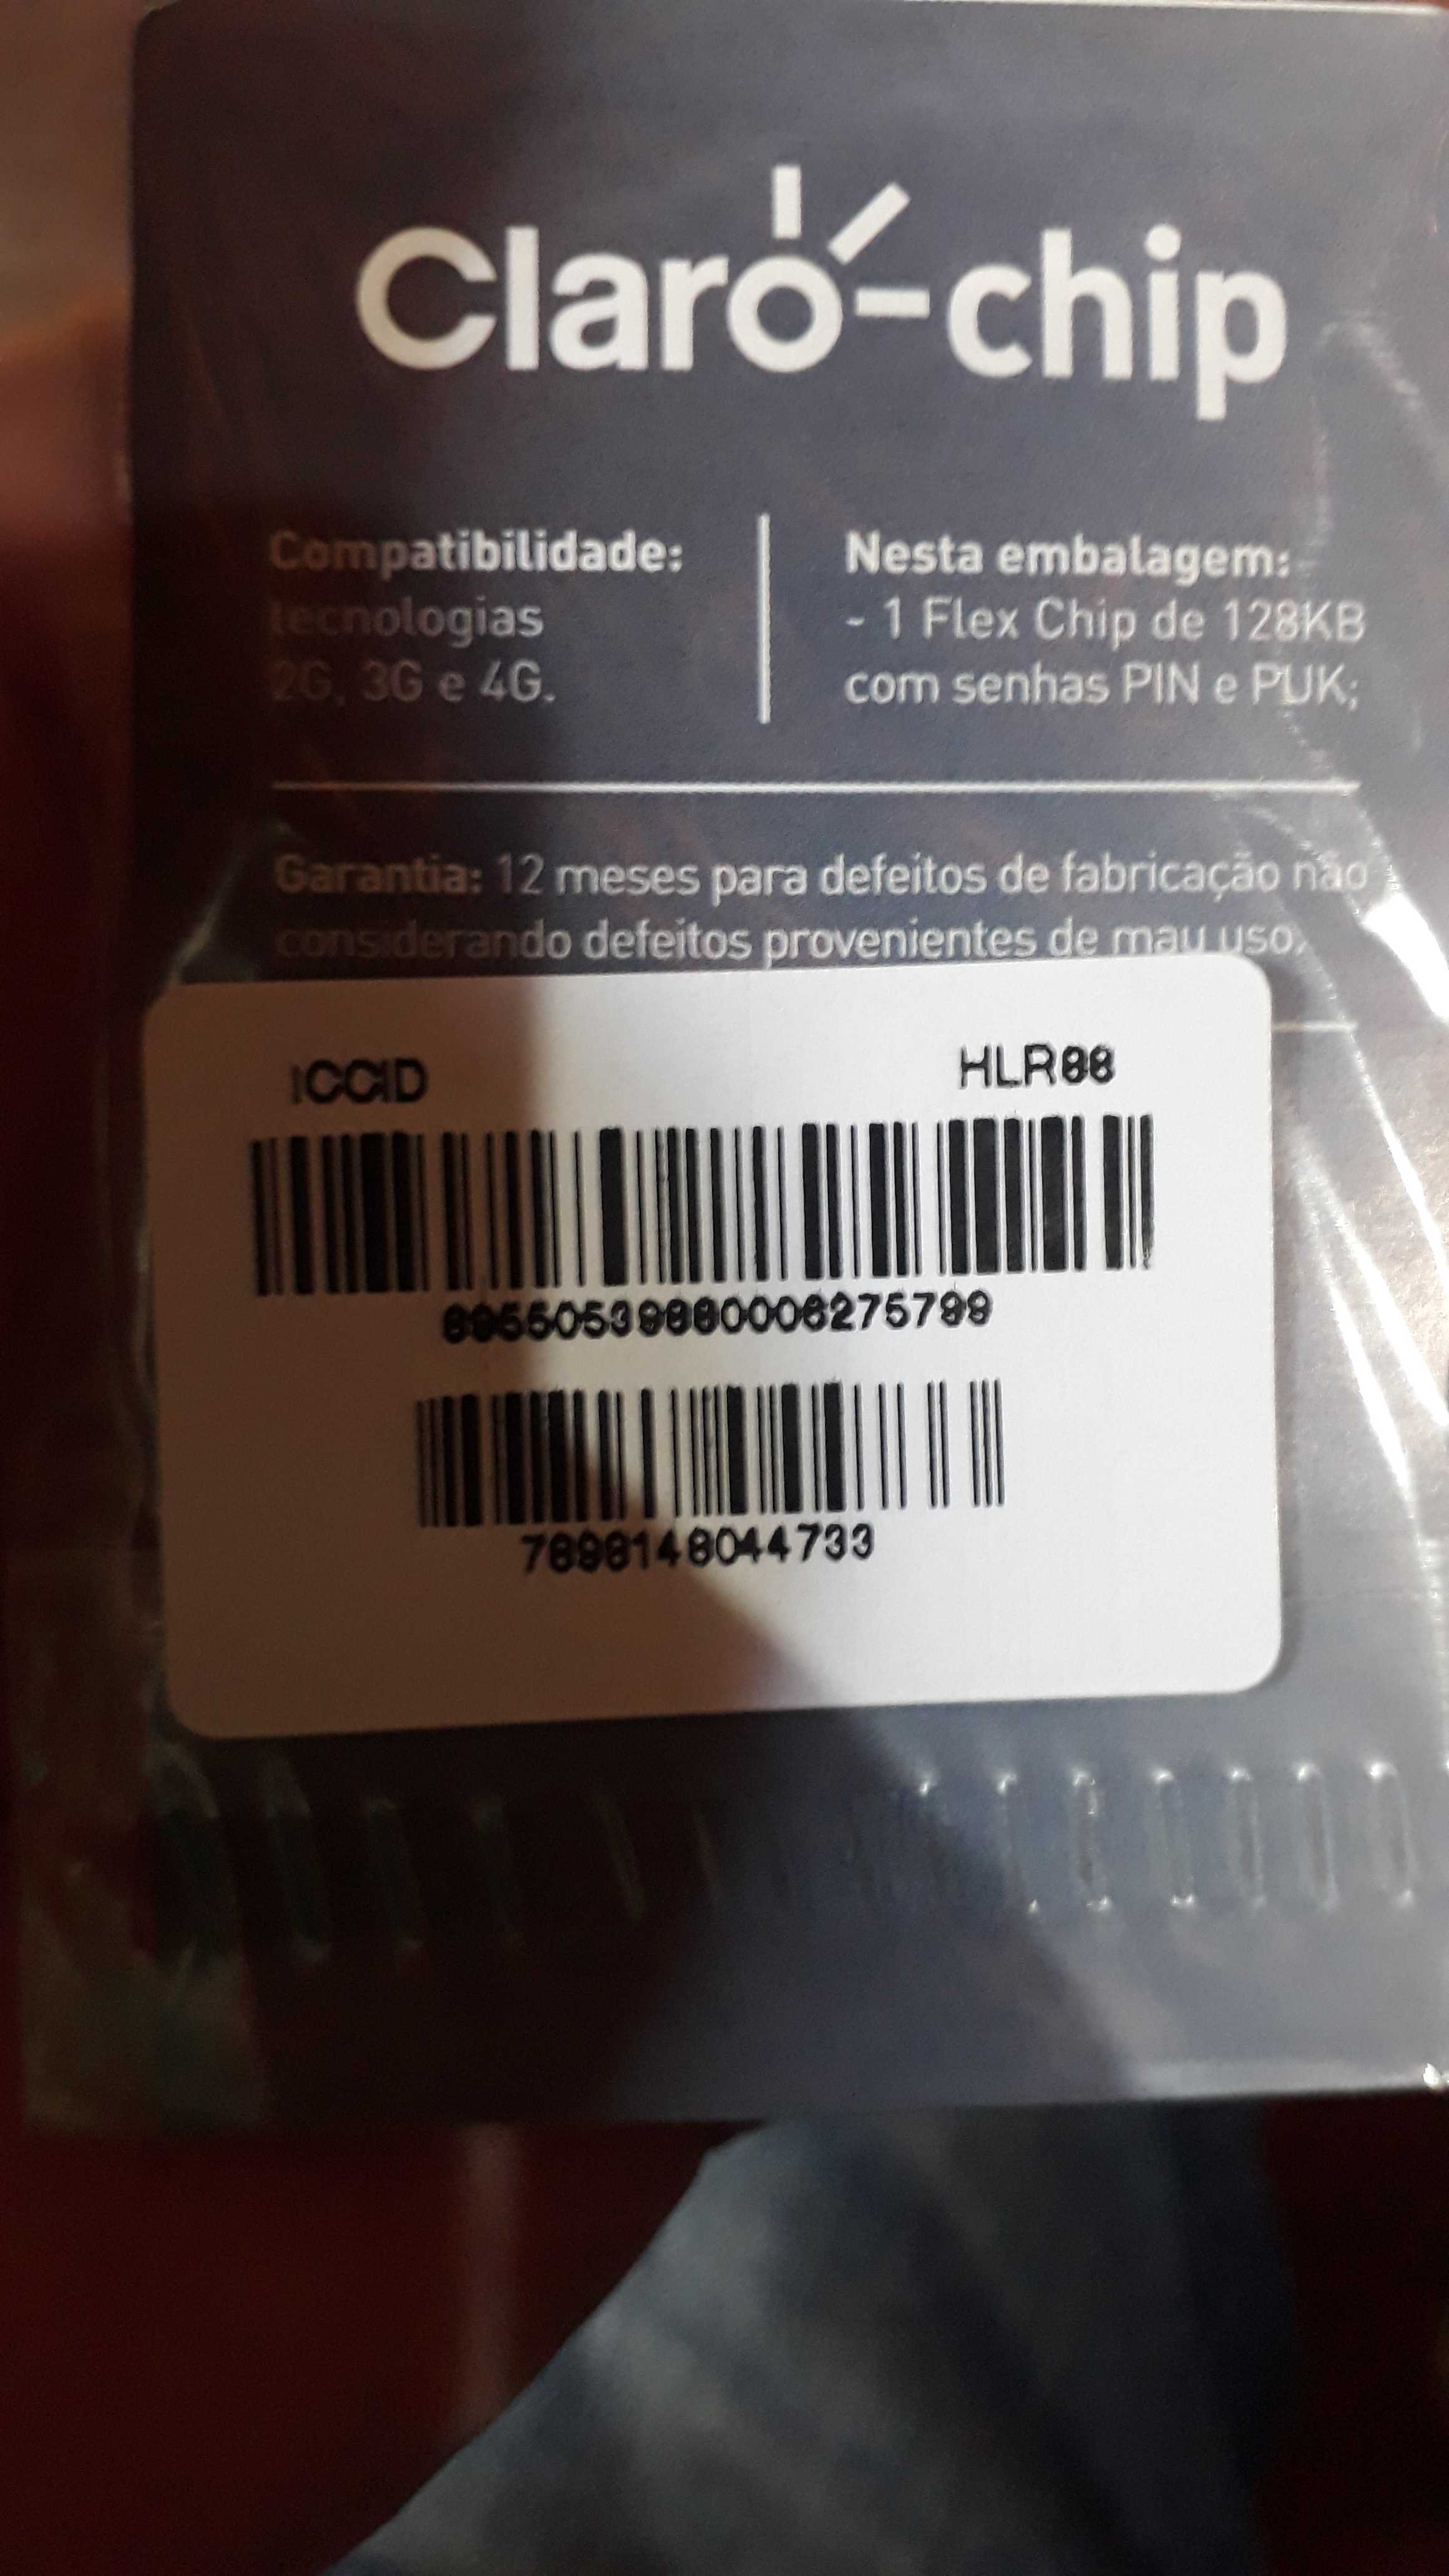 Claro-chip
Compatibilidade:
tecnologias
2G, 3G e 4G.
Nesta embalagem:
- 1 Flex Chip de 128KB
com senhas PIN e PUK;
Garantia: 12 meses para defeitos de fabricação não
considerando defeitos provenientes de mau uso.
ICCID
7898148044733